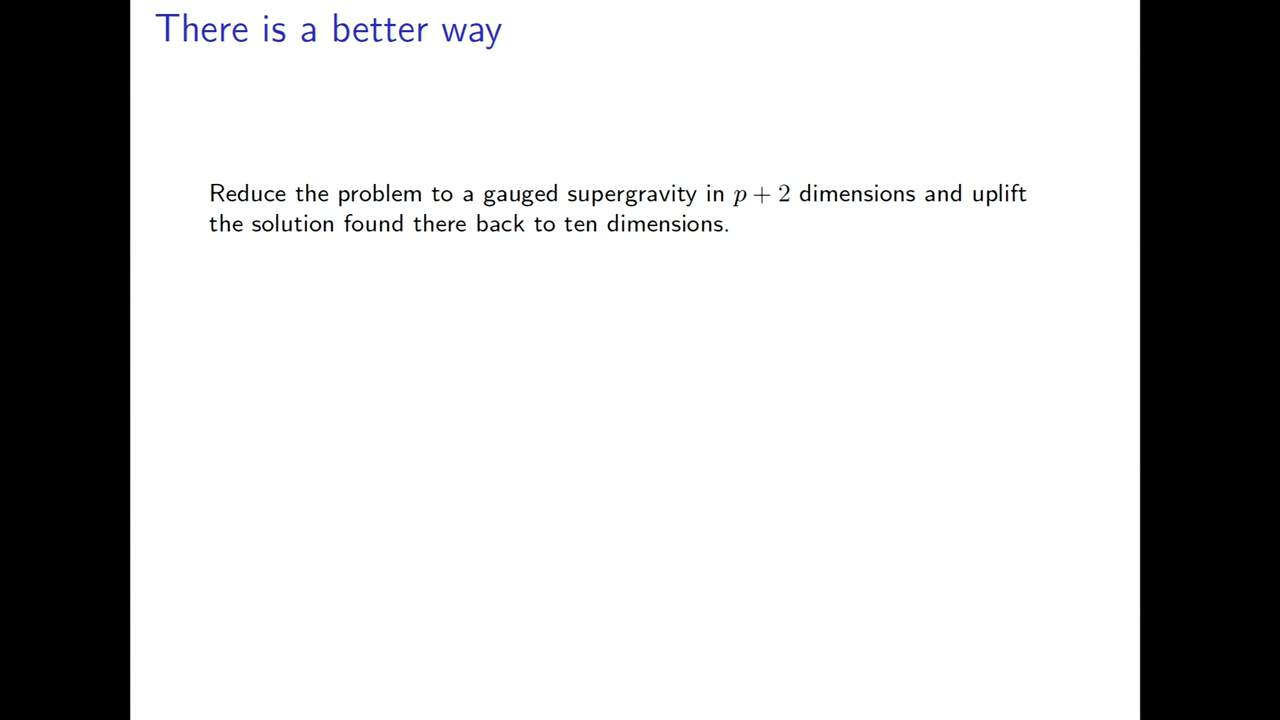 There is a better way
Reduce the problem to a gauged supergravity in p + 2 dimensions and uplift
the solution found there back to ten dimensions.